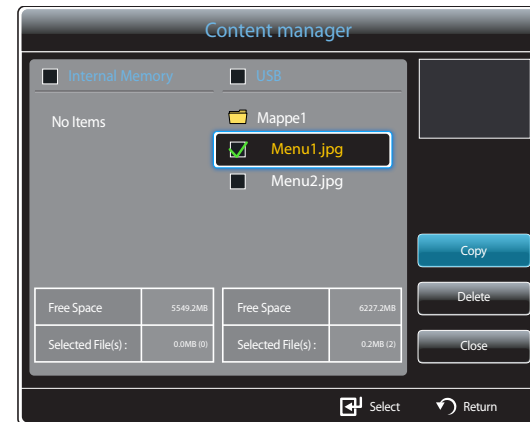 Content manager
Internal Memory
USB
No Items
Mappe1
Menu1.jpg
Menu2.jpg
Copy
Delete
Close
Free Space 5549.2MB
Selected File(s) : 0.0MB (0)
Free Space 6227.2MB
Selected File(s) : 0.2MB (2)
Select Return